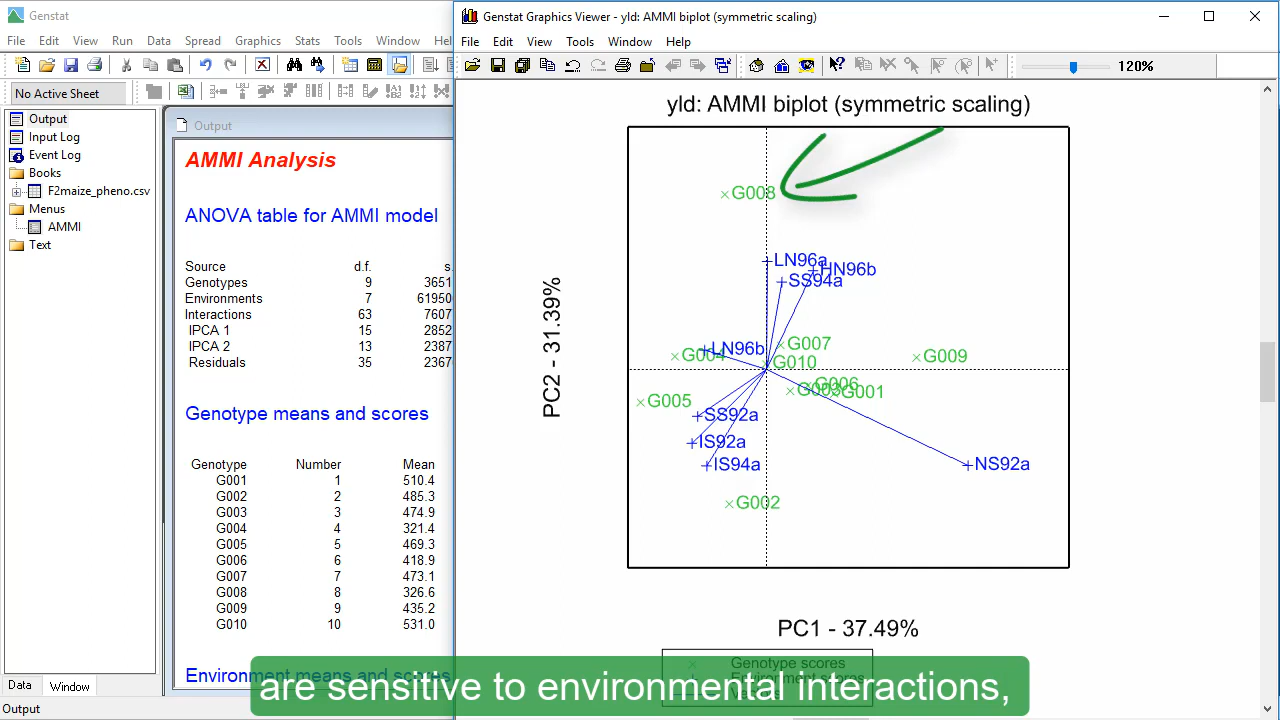 Genstat
File Edit View Run Data Spread Graphics Stats Tools Window Hel
No Active Sheet
Output
Input Log
Event Log
Books
F2maize_pheno.csv
Menus
AMMI
Text
Data Window
Output
Output
AMMI Analysis
ANOVA table for AMMI model
Source d.f. s.
Genotypes 9 3651
Environments 7 61950
Interactions 63 7607
IPCA 1 15 2852
IPCA 2 13 2387
Residuals 35 2367
Genotype means and scores
Genotype Number Mean
G001 1 510.4
G002 2 485.3
G003 3 474.9
G004 4 321.4
G005 5 469.3
G006 6 418.9
G007 7 473.1
G008 8 326.6
G009 9 435.2
G010 10 531.0
Environment means and scores
Genstat Graphics Viewer - yld: AMMI biplot (symmetric scaling)
File Edit View Tools Window Help
120%
yld: AMMI biplot (symmetric scaling)
G008
LN96a
HN96b
SS94a
G007
LN96b
G004
G010
G009
G006
G003
G001
G005
SS92a
IS92a
IS94a
NS92a
G002
PC2 - 31.39%
PC1 - 37.49%
Genotype scores
Environment scores
are sensitive to environmental interactions,